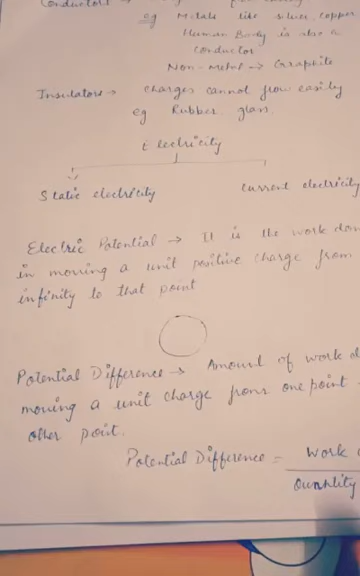 Conductors →
eg Metals like silver, copper
Human Body is also a
conductor
Non-metal → Graphite
Insulators → charges cannot flow easily
eg Rubber, glass,
Electricity
Static electricity current electricity
Electric Potential → It is the work don
in moving a unit positive charge from
infinity to that point
Potential Difference → Amount of work d
moving a unit charge from one point
other point.
Potential Difference = Work
Quantity